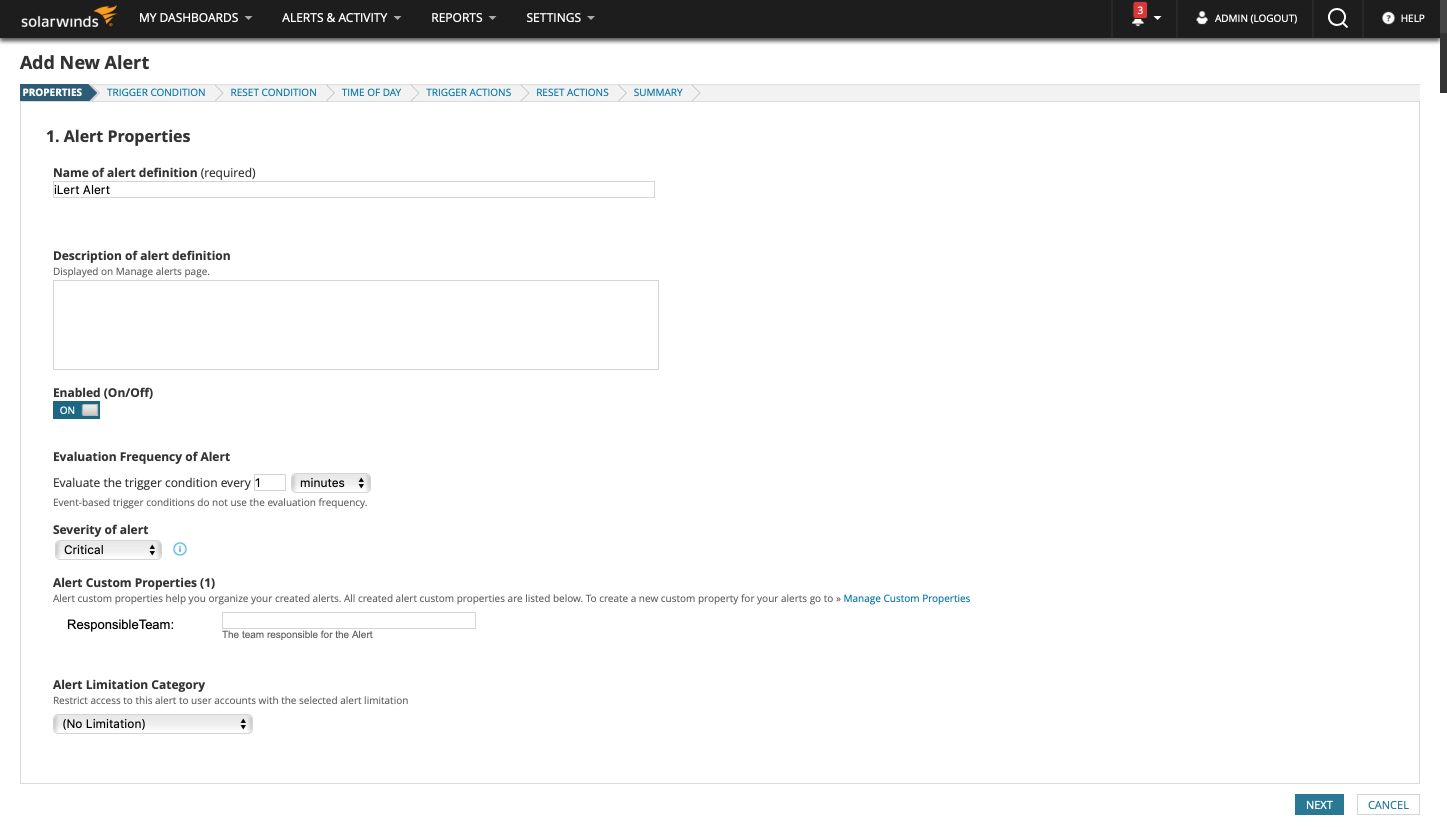 solarwinds MY DASHBOARDS ALERTS & ACTIVITY REPORTS SETTINGS 3 ADMIN (LOGOUT) ? HELP
Add New Alert
PROPERTIES TRIGGER CONDITION RESET CONDITION TIME OF DAY TRIGGER ACTIONS RESET ACTIONS SUMMARY
1. Alert Properties
Name of alert definition (required)
iLert Alert
Description of alert definition
Displayed on Manage alerts page.
Enabled (On/Off)
ON
Evaluation Frequency of Alert
Evaluate the trigger condition every 1 minutes
Event-based trigger conditions do not use the evaluation frequency.
Severity of alert
Critical i
Alert Custom Properties (1)
Alert custom properties help you organize your created alerts. All created alert custom properties are listed below. To create a new custom property for your alerts go to » Manage Custom Properties
ResponsibleTeam:
The team responsible for the Alert
Alert Limitation Category
Restrict access to this alert to user accounts with the selected alert limitation
(No Limitation)
NEXT CANCEL